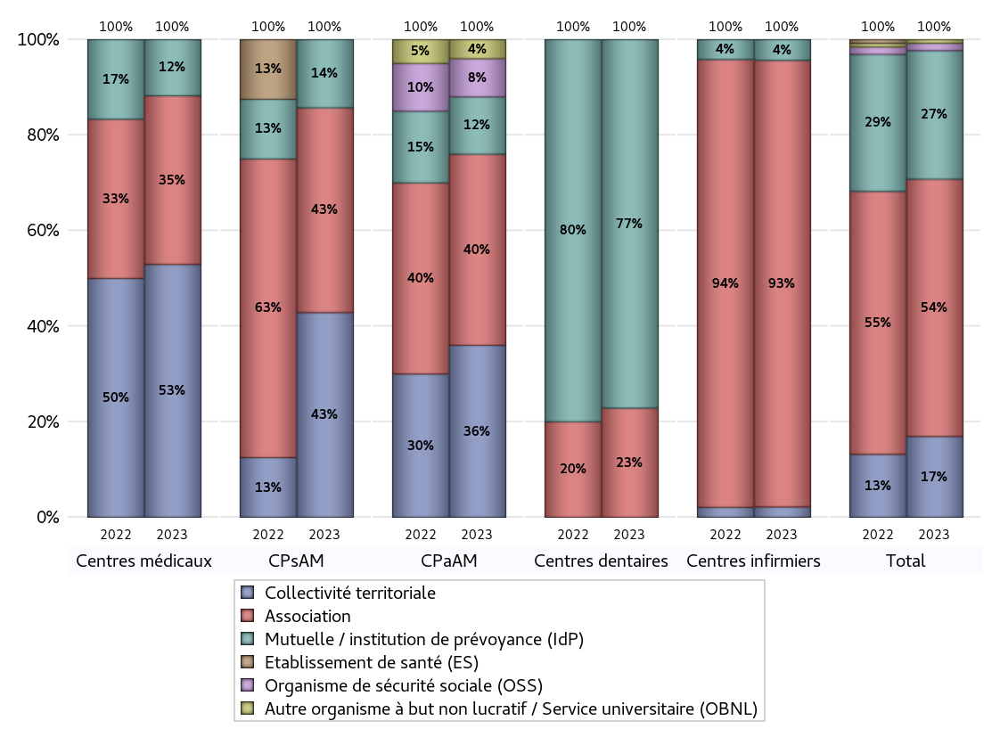 100% 100% 100% 100% 100% 100% 100% 100% 100% 100% 100% 100%
100%
80%
60%
40%
20%
0%
17% 33% 50%
12% 35% 53%
13% 13% 63% 13%
14% 43% 43%
5% 10% 15% 40% 30%
4% 8% 12% 40% 36%
80% 20%
77% 23%
4% 94%
4% 93%
29% 55% 13%
27% 54% 17%
2022 2023 2022 2023 2022 2023 2022 2023 2022 2023 2022 2023
Centres médicaux CPsAM CPaAM Centres dentaires Centres infirmiers Total
Collectivité territoriale
Association
Mutuelle / institution de prévoyance (IdP)
Etablissement de santé (ES)
Organisme de sécurité sociale (OSS)
Autre organisme à but non lucratif / Service universitaire (OBNL)